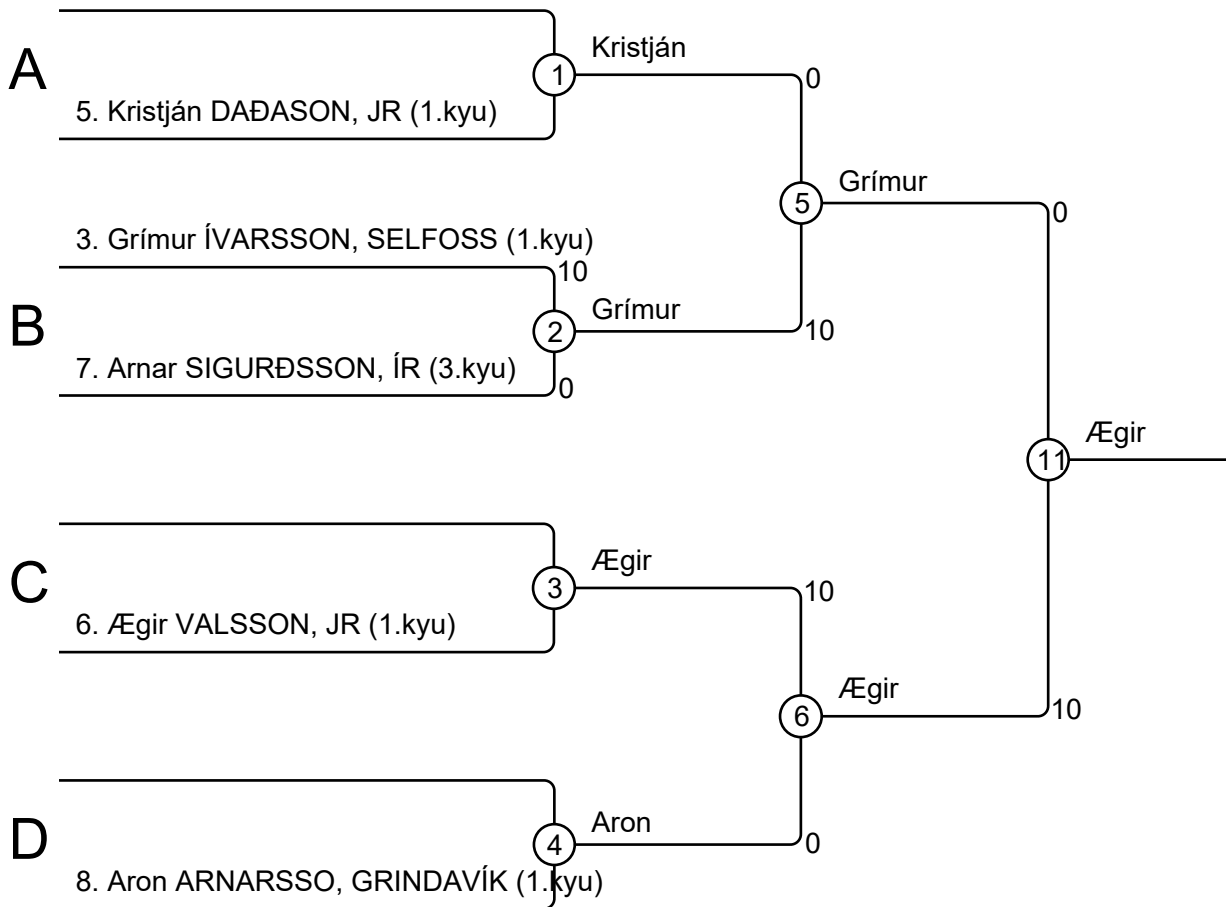 Kristján
A
1
0
5. Kristján DAÐASON, JR (1.kyu)
Grímur
5
0
3. Grímur ÍVARSSON, SELFOSS (1.kyu)
10
B
Grímur
2
10
7. Arnar SIGURÐSSON, ÍR (3.kyu)
0
Ægir
11
Ægir
C
3
10
6. Ægir VALSSON, JR (1.kyu)
Ægir
6
10
Aron
D
4
0
8. Aron ARNARSSO, GRINDAVÍK (1.kyu)